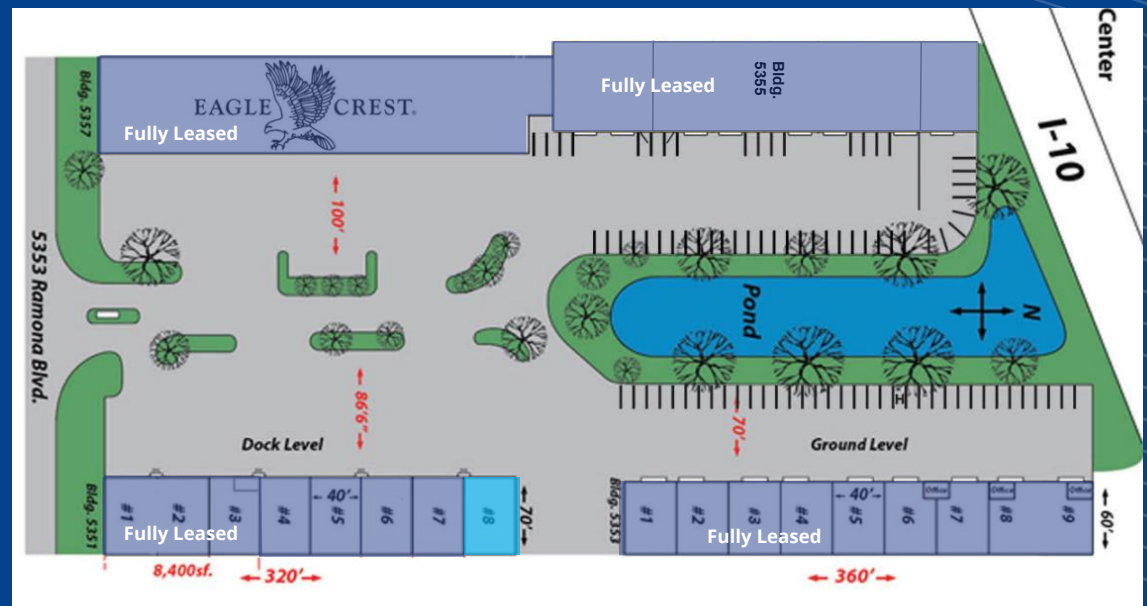 Center
I-10
Bldg. 5357
EAGLE CREST®
Fully Leased
Fully Leased
Bldg.
5355
5353 Ramona Blvd.
100'
Pond
N
86'6"
70'
H
Dock Level
Ground Level
Bldg. 5351
#1
#2
#3
#4
40'
#5
#6
#7
#8
70'
Fully Leased
8,400sf.
320'
Bldg. 5353
#1
#2
#3
#4
40'
#5
#6
Office
#7
Office
#8
Office
#9
60'
Fully Leased
360'